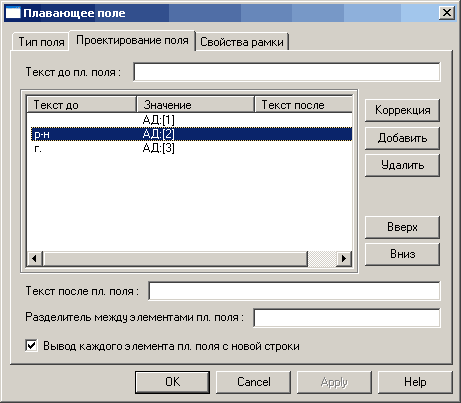 Плавающее поле
Тип поля Проектирование поля Свойства рамки
Текст до пл. поля :
Текст до Значение Текст после
АД:[1]
р-н АД:[2]
г. АД:[3]
Коррекция
Добавить
Удалить
Вверх
Вниз
Текст после пл. поля :
Разделитель между элементами пл. поля :
Вывод каждого элемента пл. поля с новой строки
OK Cancel Apply Help